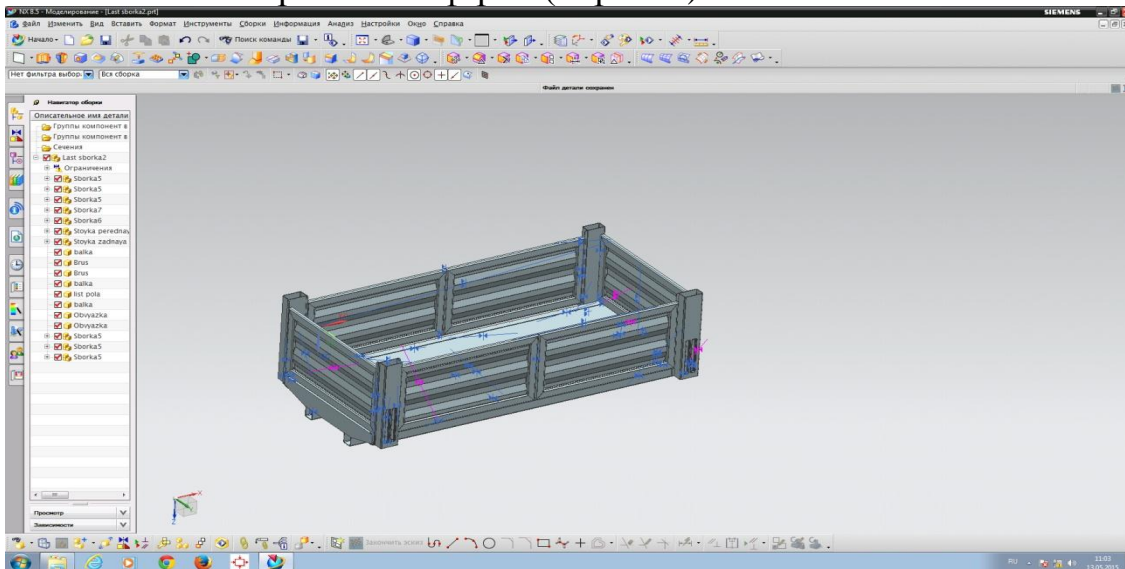 NX 8.5 - Моделирование - [Last sborka2.prt]
SIEMENS
Файл Изменить Вид Вставить Формат Инструменты Сборки Информация Анализ Настройки Окно Справка
Начало Поиск команды
Нет фильтра выбор. Вся сборка
Файл детали сохранен
Навигатор сборки
Описательное имя детали
Группы компонент в
Группы компонент в
Сечения
Last sborka2
Ограничения
Sborka5
Sborka5
Sborka5
Sborka7
Sborka6
Stoyka perednay
Stoyka zadnaya
balka
Brus
Brus
balka
list pola
balka
Obvyazka
Obvyazka
Sborka5
Sborka5
Sborka5
Просмотр
Зависимости
Закончить эскиз
RU
11:03
13.05.2015